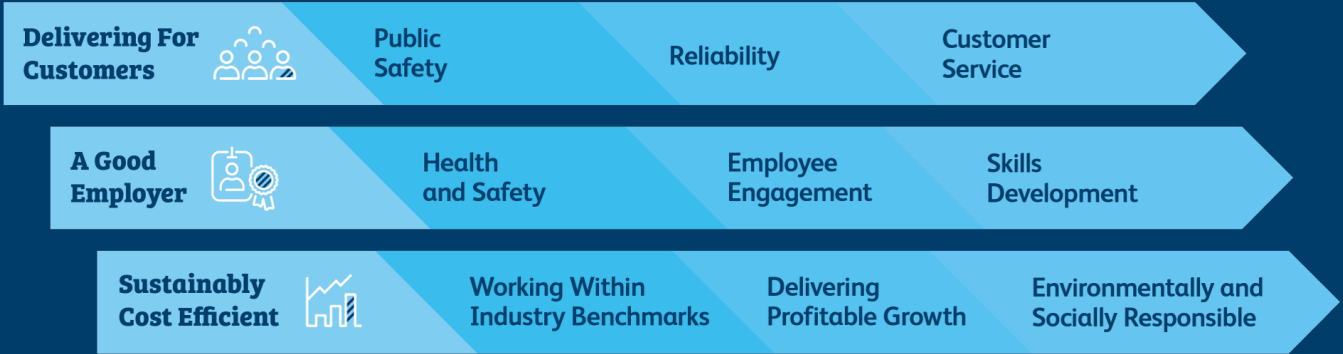 Delivering For
Customers
Public
Safety
Reliability
Customer
Service
A Good
Employer
Health
and Safety
Employee
Engagement
Skills
Development
Sustainably
Cost Efficient
Working Within
Industry Benchmarks
Delivering
Profitable Growth
Environmentally and
Socially Responsible